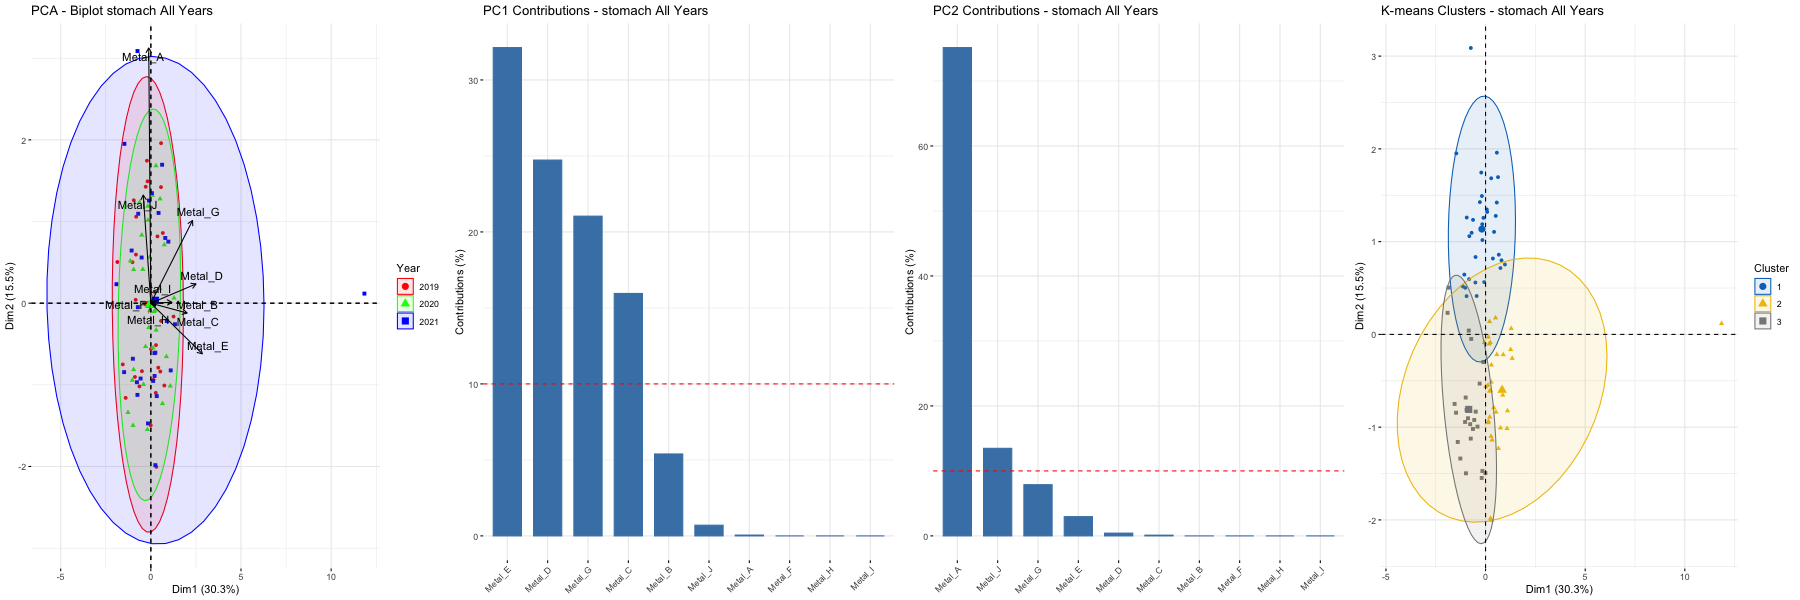 PCA - Biplot stomach All Years
Dim2 (15.5%)
2
0
-2
-5
0
5
10
Dim1 (30.3%)
Metal_A
Metal_J
Metal_G
Metal_D
Metal_I
Metal_F
Metal_B
Metal_H
Metal_C
Metal_E
Year
2019
2020
2021
PC1 Contributions - stomach All Years
Contributions (%)
30
20
10
0
Metal_E
Metal_D
Metal_G
Metal_C
Metal_B
Metal_J
Metal_A
Metal_F
Metal_H
Metal_I
PC2 Contributions - stomach All Years
Contributions (%)
60
40
20
0
Metal_A
Metal_J
Metal_G
Metal_E
Metal_D
Metal_C
Metal_B
Metal_F
Metal_H
Metal_I
K-means Clusters - stomach All Years
Dim2 (15.5%)
3
2
1
0
-1
-2
-5
0
5
10
Dim1 (30.3%)
Cluster
1
2
3